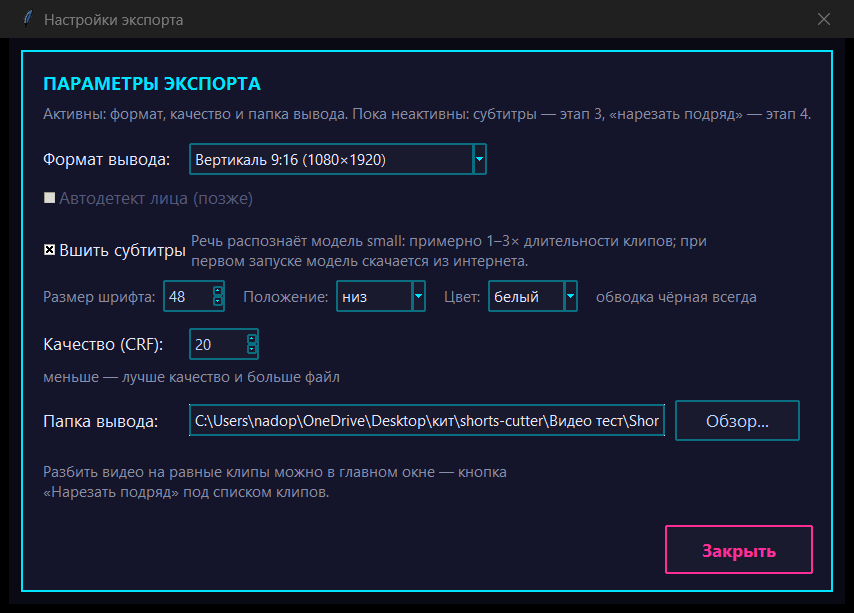 Настройки экспорта
ПАРАМЕТРЫ ЭКСПОРТА
Активны: формат, качество и папка вывода. Пока неактивны: субтитры — этап 3, «нарезать подряд» — этап 4.
Формат вывода: Вертикаль 9:16 (1080×1920)
Автодетект лица (позже)
Вшить субтитры Речь распознаёт модель small: примерно 1–3× длительности клипов; при
первом запуске модель скачается из интернета.
Размер шрифта: 48 Положение: низ Цвет: белый обводка чёрная всегда
Качество (CRF): 20
меньше — лучше качество и больше файл
Папка вывода: C:\Users\nadop\OneDrive\Desktop\кит\shorts-cutter\Видео тест\Shor Обзор...
Разбить видео на равные клипы можно в главном окне — кнопка
«Нарезать подряд» под списком клипов.
Закрыть